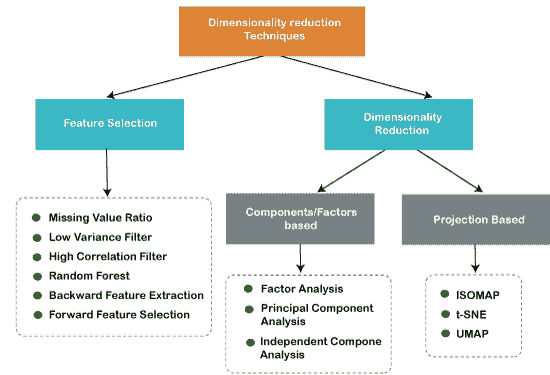 Dimensionality reduction
Techniques
Feature Selection
Dimensionality
Reduction
Missing Value Ratio
Low Variance Filter
High Correlation Filter
Random Forest
Backward Feature Extraction
Forward Feature Selection
Components/Factors
based
Projection Based
Factor Analysis
Principal Component
Analysis
Independent Compone
Analysis
ISOMAP
t-SNE
UMAP